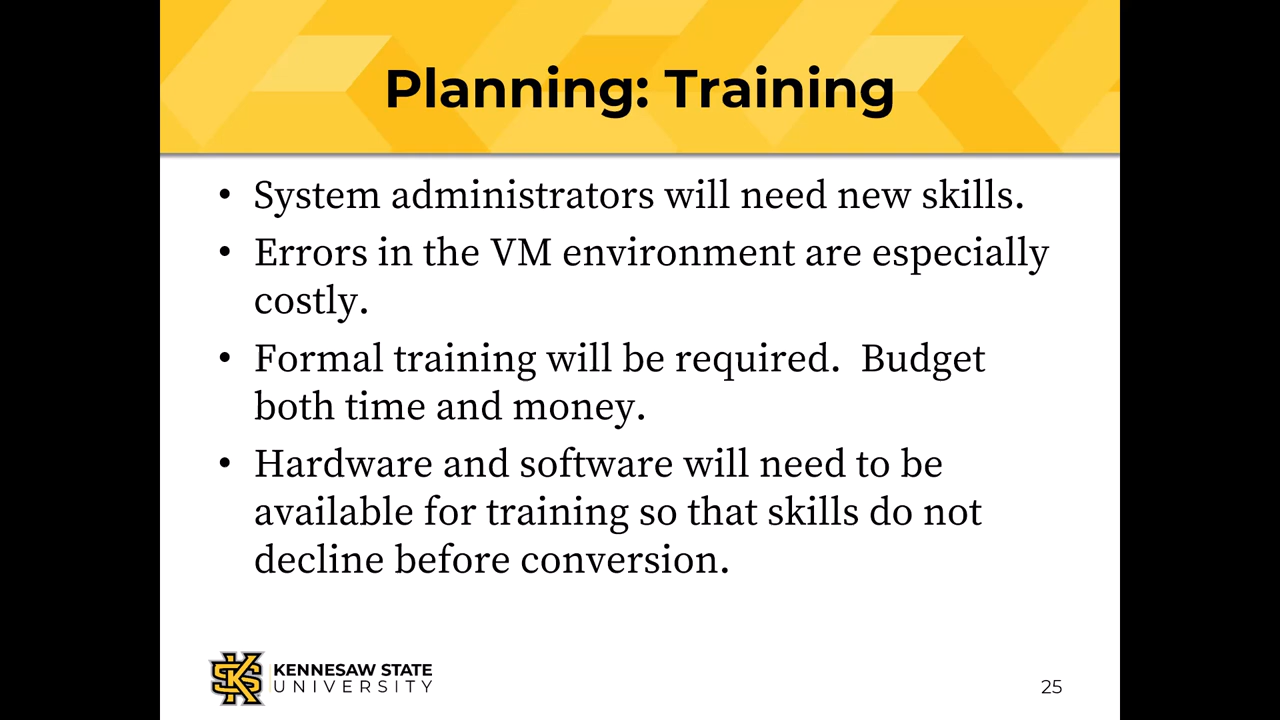 Planning: Training
• System administrators will need new skills.
• Errors in the VM environment are especially
costly.
• Formal training will be required.  Budget
both time and money.
• Hardware and software will need to be
available for training so that skills do not
decline before conversion.
KS
KENNESAW STATE
UNIVERSITY
25